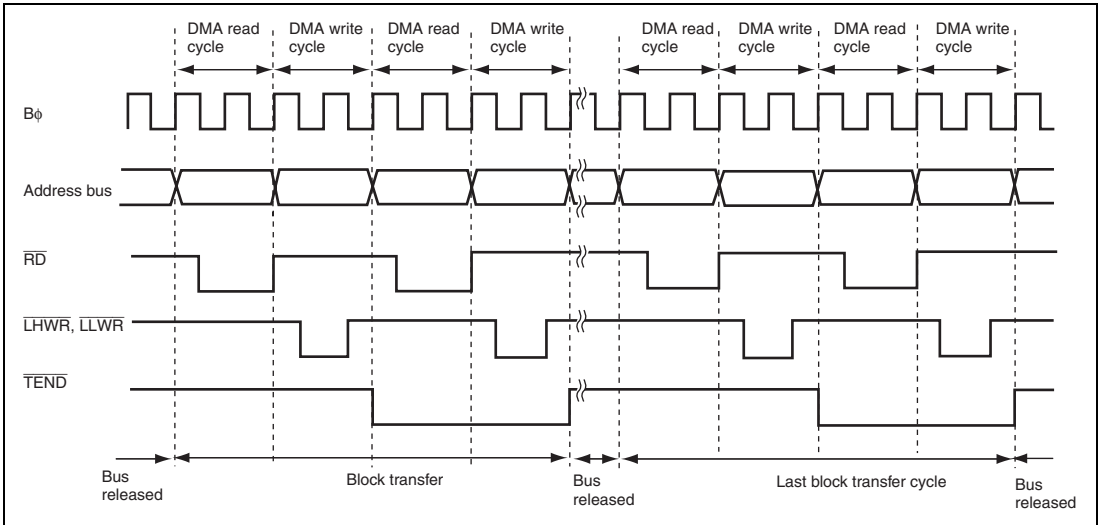 DMA read cycle
DMA write cycle
DMA read cycle
DMA write cycle
DMA read cycle
DMA write cycle
DMA read cycle
DMA write cycle
Bϕ
Address bus
RD
LHWR, LLWR
TEND
Bus released
Block transfer
Bus released
Last block transfer cycle
Bus released